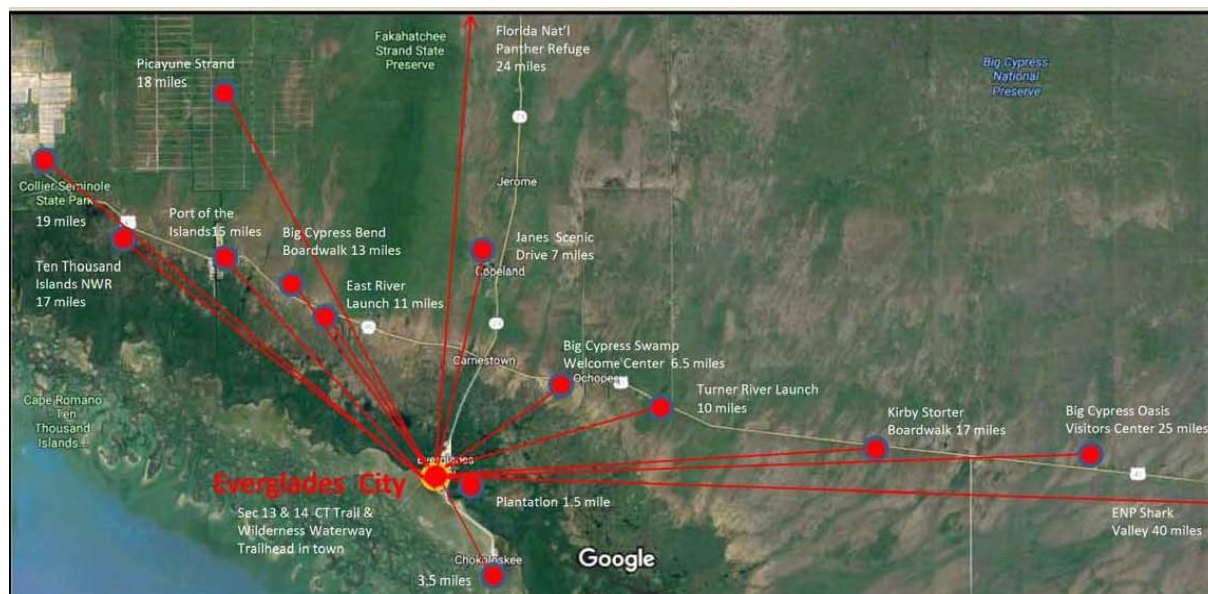 Fakahatchee
Strand State
Preserve
Florida Nat'l
Panther Refuge
24 miles
Big Cypress
National
Preserve
Picayune Strand
18 miles
29
Jerome
Collier Seminole
State Park
19 miles
Port of the
Islands15 miles
Big Cypress Bend
Boardwalk 13 miles
Janes Scenic
Drive 7 miles
Copeland
Ten Thousand
Islands NWR
17 miles
East River
Launch 11 miles
90
29
Carnestown
Big Cypress Swamp
Welcome Center 6.5 miles
Ochopee
Turner River Launch
10 miles
Cape Romano
Ten
Thousand
Islands...
Kirby Storter
Boardwalk 17 miles
Big Cypress Oasis
Visitors Center 25 miles
41
Everglades
Everglades City
Plantation 1.5 mile
Sec 13 & 14 CT Trail &
Wilderness Waterway
Trailhead in town
ENP Shark
Valley 40 miles
Chokoloskee
3.5 miles
Google